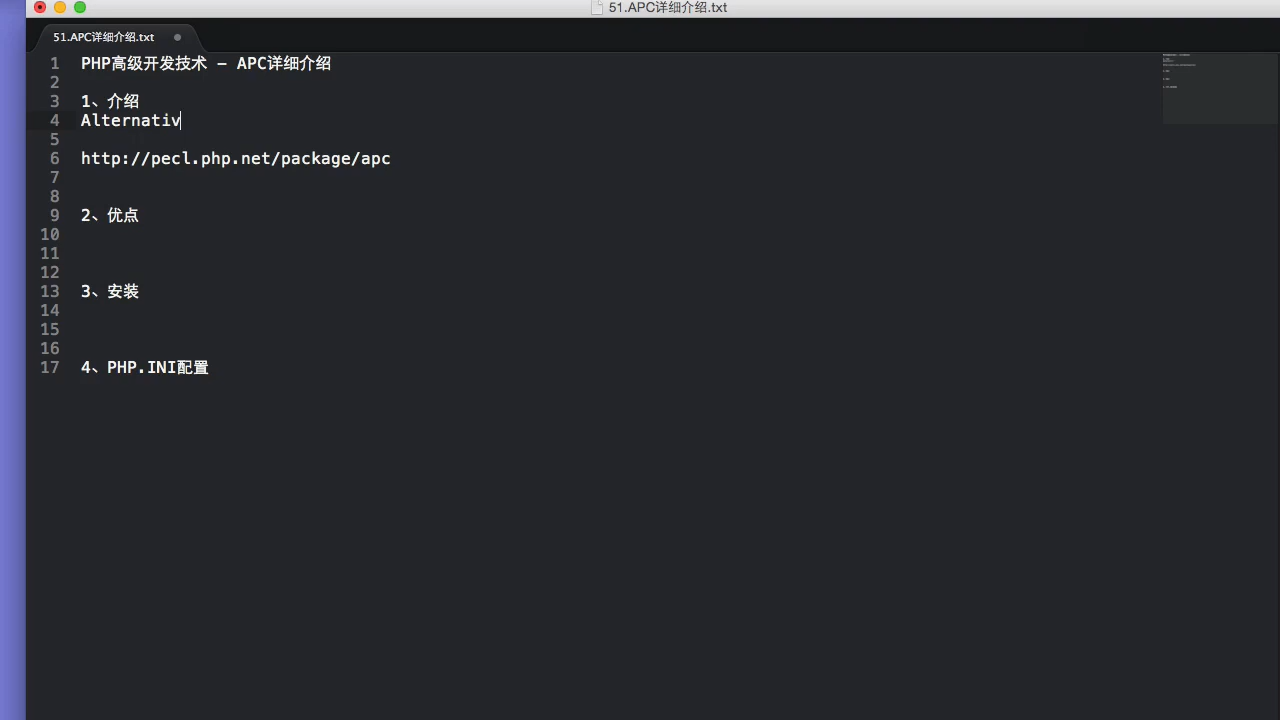 51.APC详细介绍.txt
51.APC详细介绍.txt
1 PHP高级开发技术 - APC详细介绍
2
3 1、介绍
4 Alternativ
5
6 http://pecl.php.net/package/apc
7
8
9 2、优点
10
11
12
13 3、安装
14
15
16
17 4、PHP.INI配置